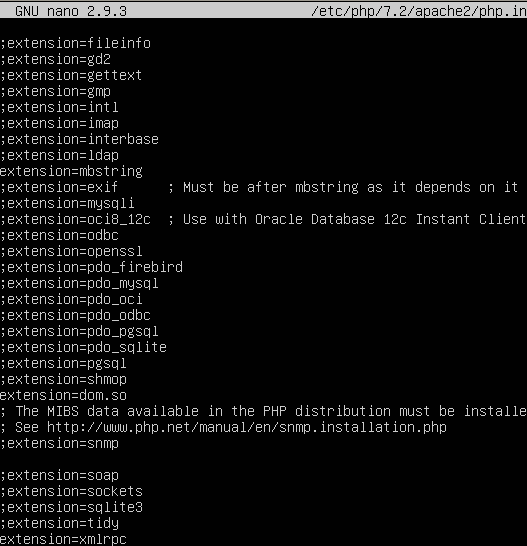 GNU nano 2.9.3 /etc/php/7.2/apache2/php.in
;extension=fileinfo
;extension=gd2
;extension=gettext
;extension=gmp
;extension=intl
;extension=imap
;extension=interbase
;extension=ldap
extension=mbstring
;extension=exif      ; Must be after mbstring as it depends on it
;extension=mysqli
;extension=oci8_12c  ; Use with Oracle Database 12c Instant Client
;extension=odbc
;extension=openssl
;extension=pdo_firebird
;extension=pdo_mysql
;extension=pdo_oci
;extension=pdo_odbc
;extension=pdo_pgsql
;extension=pdo_sqlite
;extension=pgsql
;extension=shmop
extension=dom.so
; The MIBS data available in the PHP distribution must be installe
; See http://www.php.net/manual/en/snmp.installation.php
;extension=snmp
;extension=soap
;extension=sockets
;extension=sqlite3
;extension=tidy
extension=xmlrpc